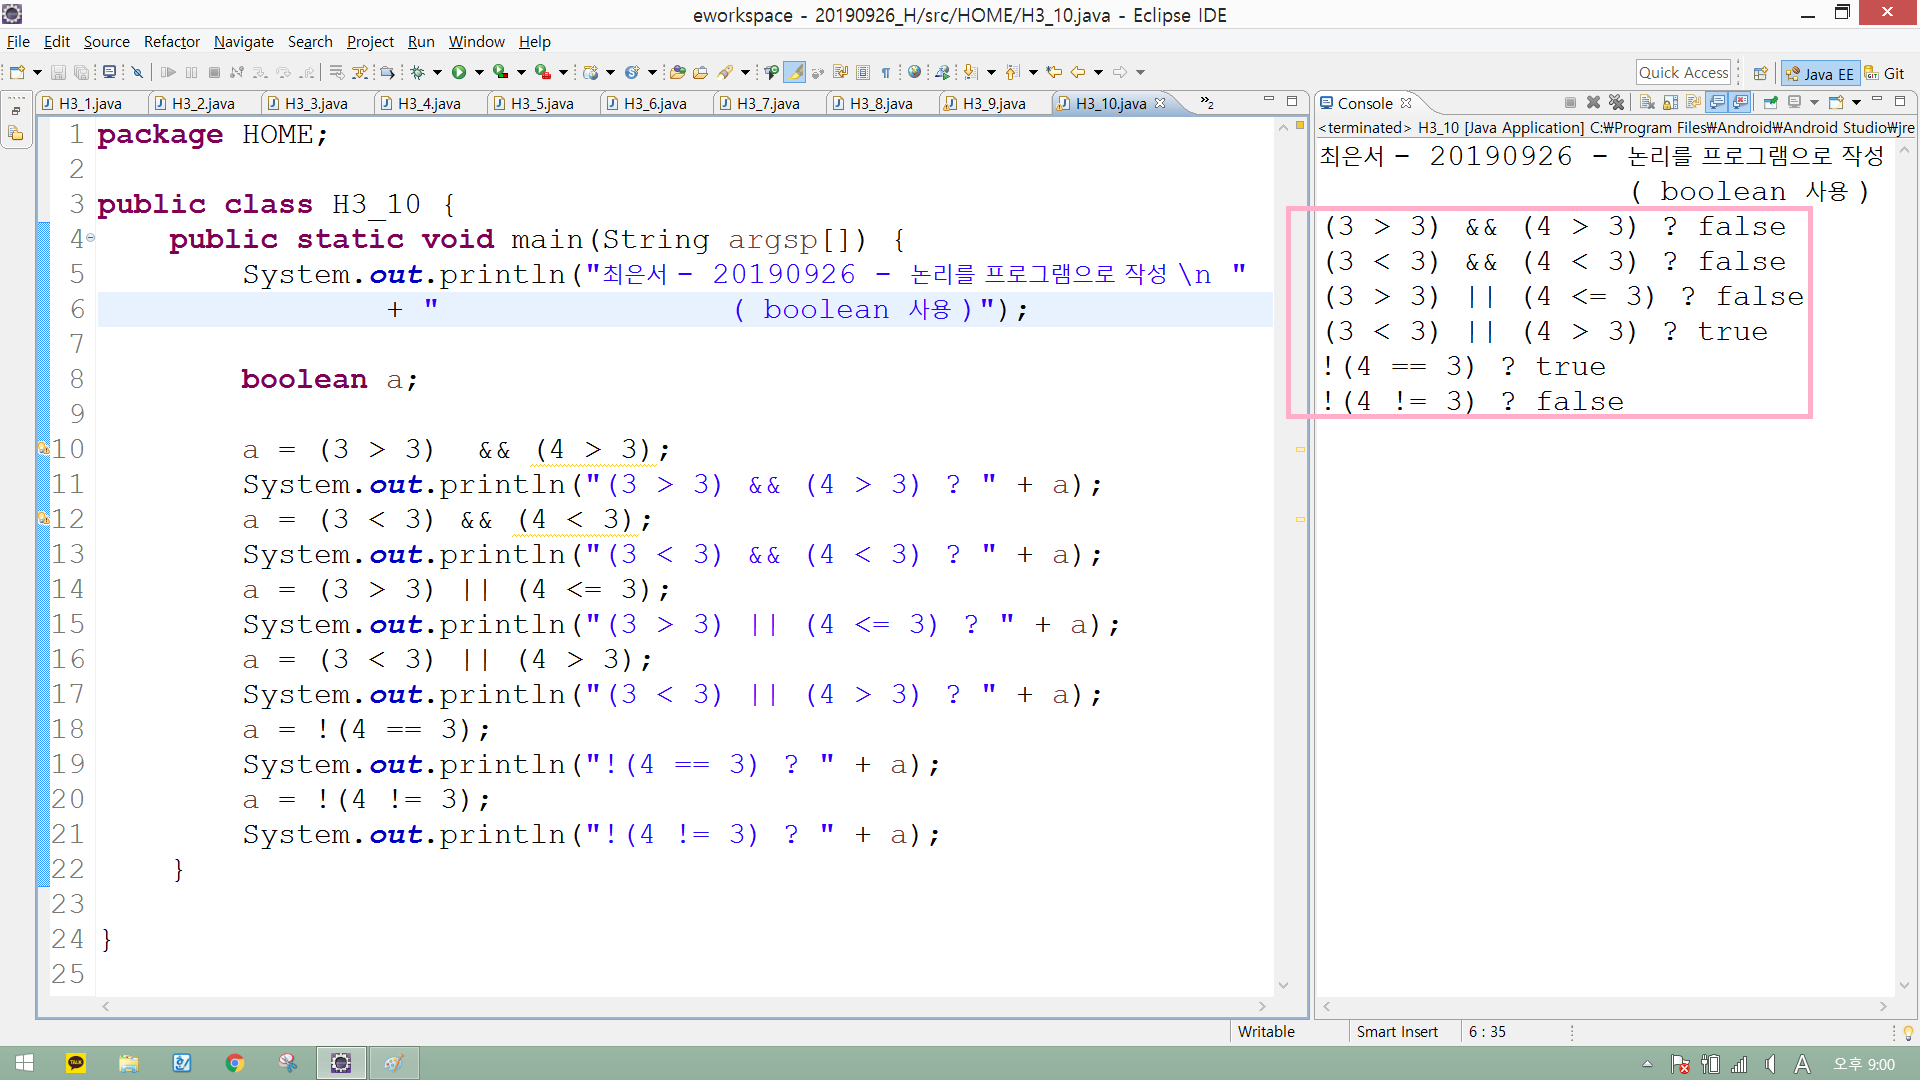 eworkspace - 20190926_H/src/HOME/H3_10.java - Eclipse IDE
File Edit Source Refactor Navigate Search Project Run Window Help
Quick Access Java EE Git
H3_1.java H3_2.java H3_3.java H3_4.java H3_5.java H3_6.java H3_7.java H3_8.java H3_9.java H3_10.java »2
1 package HOME;
2
3 public class H3_10 {
4 public static void main(String argsp[]) {
5 System.out.println("최은서 - 20190926 - 논리를 프로그램으로 작성 \n "
6 + " ( boolean 사용 )");
7
8 boolean a;
9
10 a = (3 > 3) && (4 > 3);
11 System.out.println("(3 > 3) && (4 > 3) ? " + a);
12 a = (3 < 3) && (4 < 3);
13 System.out.println("(3 < 3) && (4 < 3) ? " + a);
14 a = (3 > 3) || (4 <= 3);
15 System.out.println("(3 > 3) || (4 <= 3) ? " + a);
16 a = (3 < 3) || (4 > 3);
17 System.out.println("(3 < 3) || (4 > 3) ? " + a);
18 a = !(4 == 3);
19 System.out.println("!(4 == 3) ? " + a);
20 a = !(4 != 3);
21 System.out.println("!(4 != 3) ? " + a);
22 }
23
24 }
25
Console
<terminated> H3_10 [Java Application] C:₩Program Files₩Android₩Android Studio₩jre
최은서 - 20190926 - 논리를 프로그램으로 작성
( boolean 사용 )
(3 > 3) && (4 > 3) ? false
(3 < 3) && (4 < 3) ? false
(3 > 3) || (4 <= 3) ? false
(3 < 3) || (4 > 3) ? true
!(4 == 3) ? true
!(4 != 3) ? false
Writable Smart Insert 6 : 35
TALK A 오후 9:00